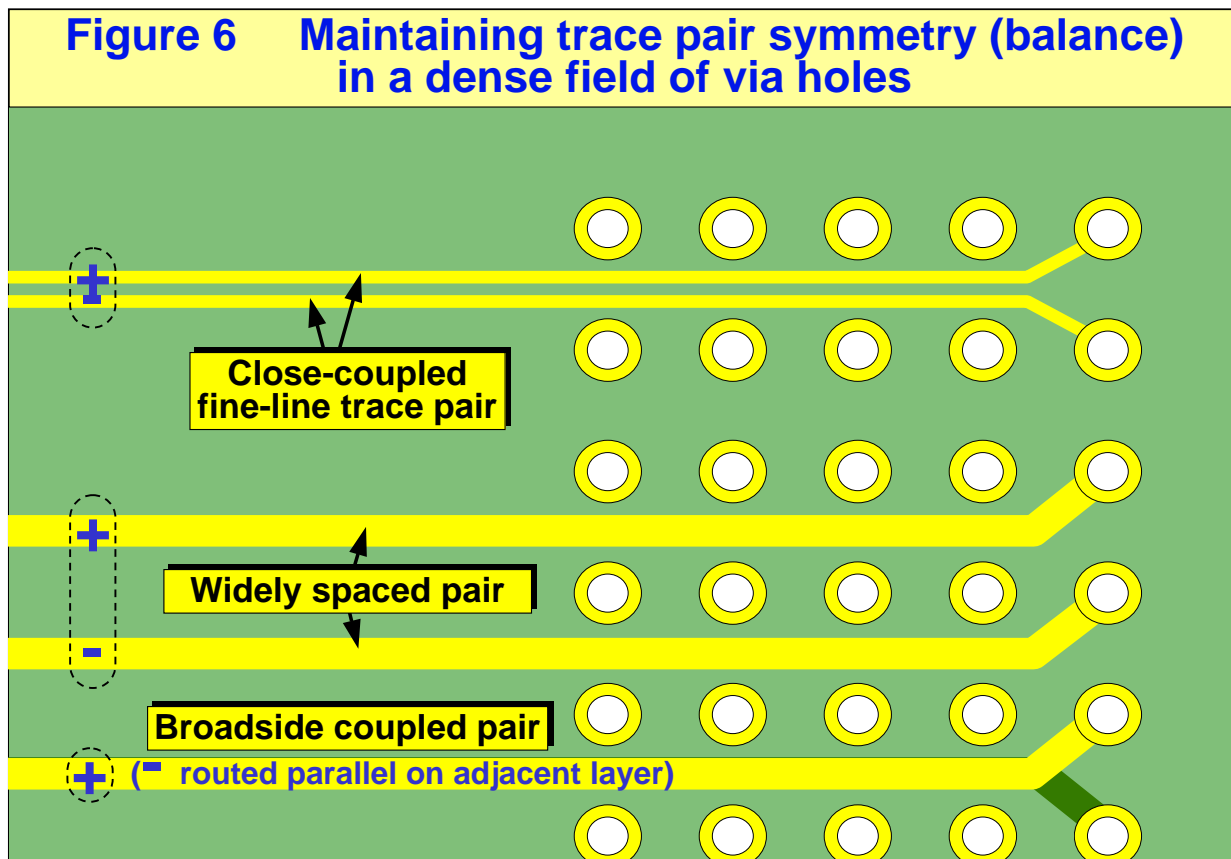 Figure 6 Maintaining trace pair symmetry (balance)
in a dense field of via holes
+
-
Close-coupled
fine-line trace pair
+
Widely spaced pair
-
Broadside coupled pair
+ (- routed parallel on adjacent layer)